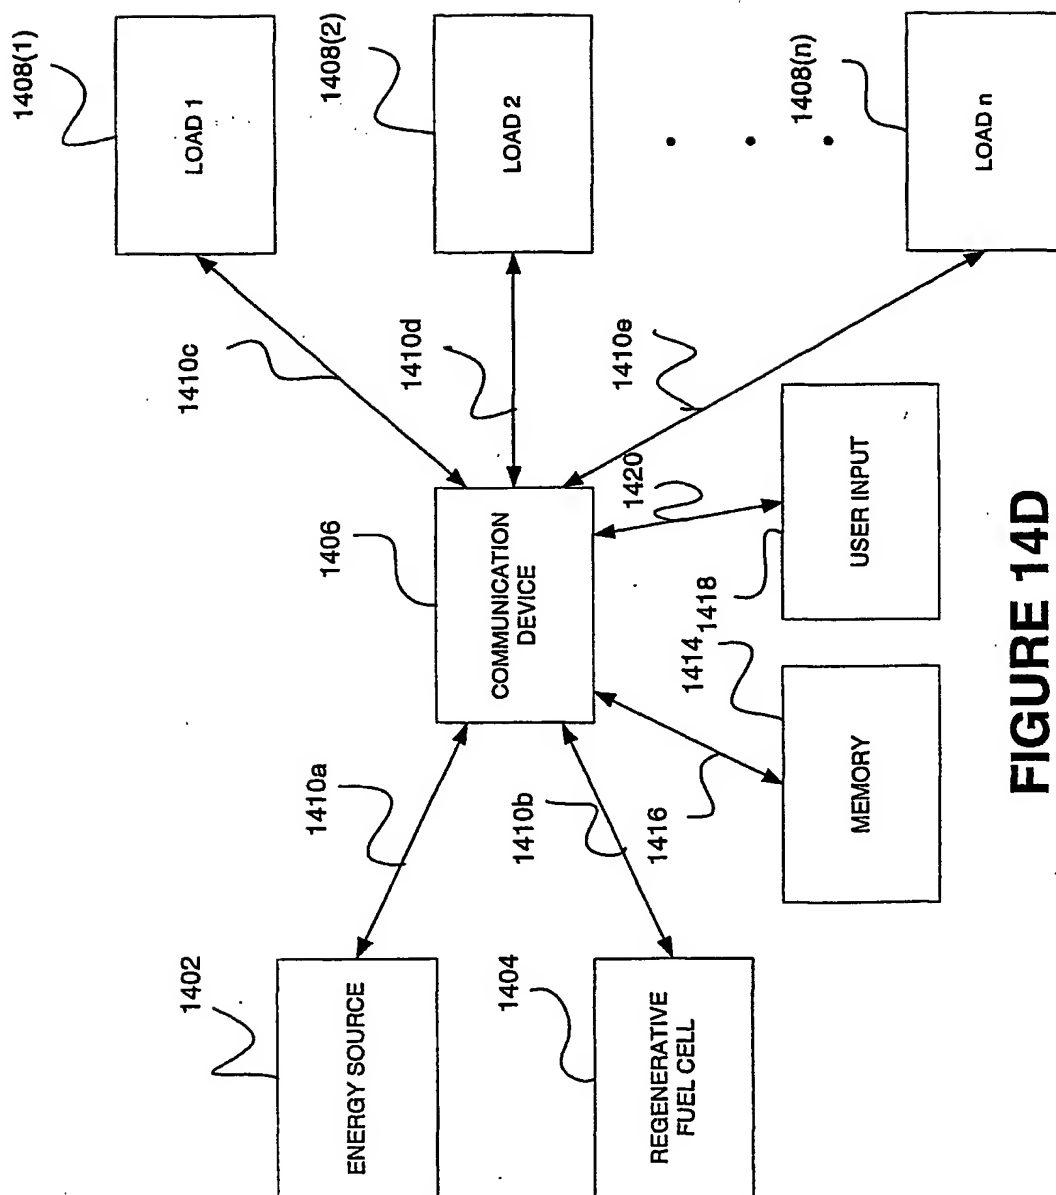 1402
ENERGY SOURCE
1404
REGENERATIVE
FUEL CELL
1410a
1410b
1406
COMMUNICATION
DEVICE
1416
1414
MEMORY
1418
USER INPUT
1420
1410c
1410d
1410e
1408(1)
LOAD 1
1408(2)
LOAD 2
1408(n)
LOAD n
FIGURE 14D